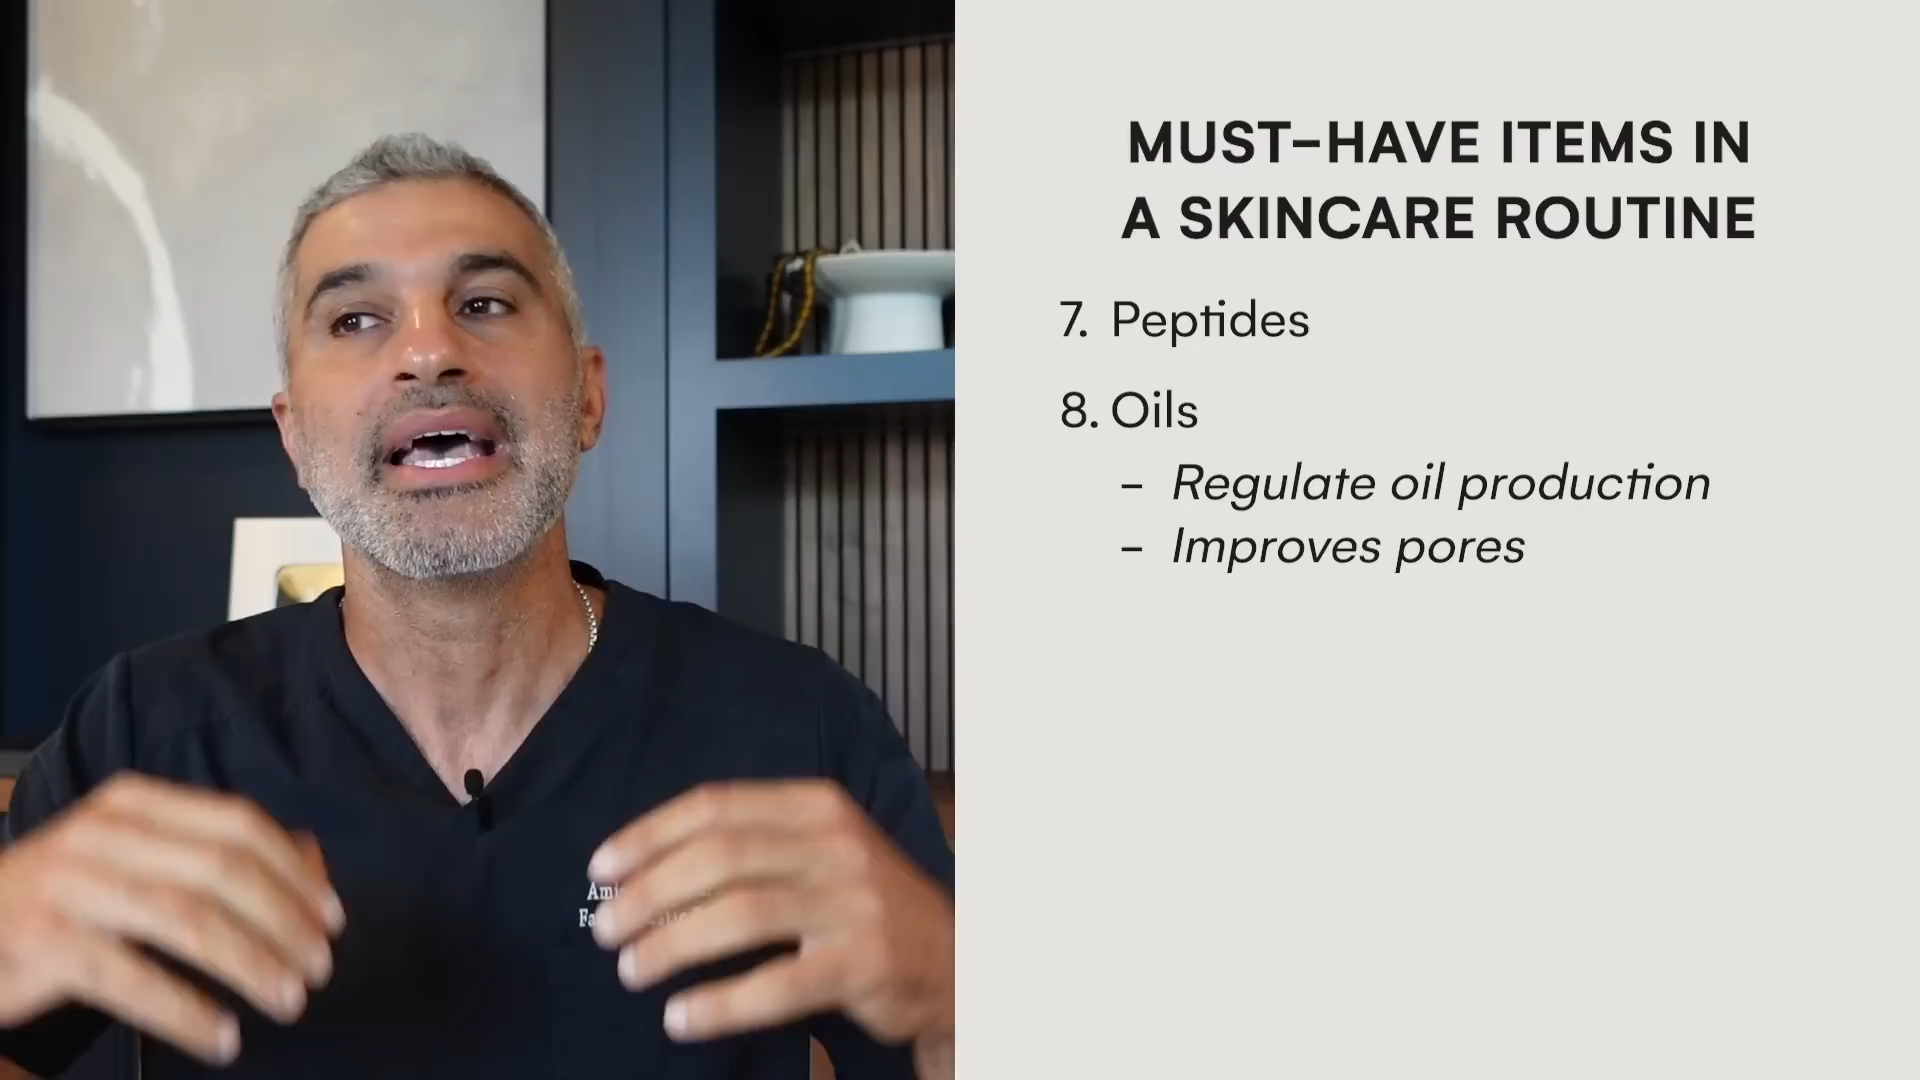 MUST-HAVE ITEMS IN
A SKINCARE ROUTINE
7. Peptides
8. Oils
- Regulate oil production
- Improves pores